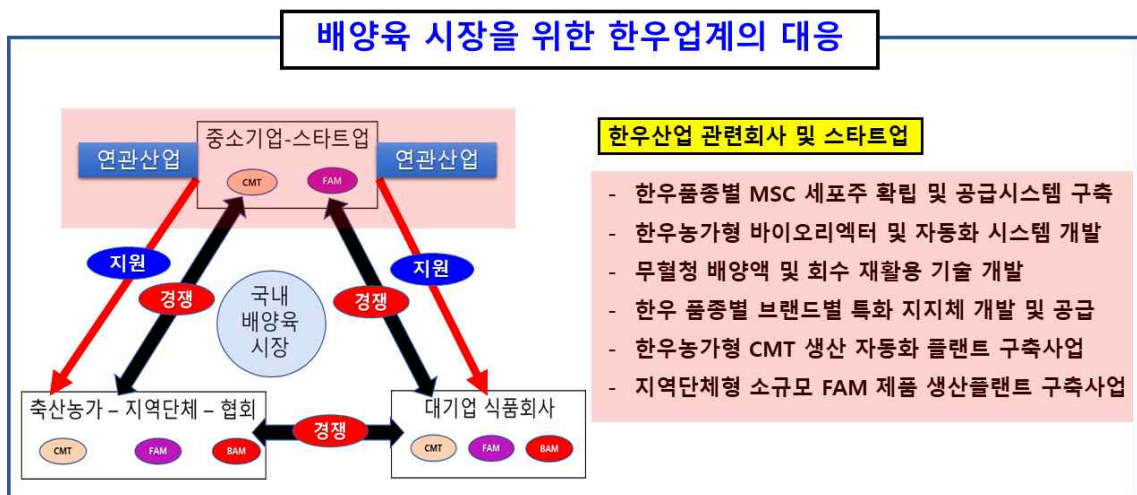 배양육 시장을 위한 한우업계의 대응
중소기업-스타트업
연관산업
연관산업
CMT
FAM
지원
지원
경쟁
경쟁
국내
배양육
시장
축산농가 – 지역단체 – 협회
CMT
FAM
BAM
경쟁
대기업 식품회사
CMT
FAM
BAM
한우산업 관련회사 및 스타트업
- 한우품종별 MSC 세포주 확립 및 공급시스템 구축
- 한우농가형 바이오리엑터 및 자동화 시스템 개발
- 무혈청 배양액 및 회수 재활용 기술 개발
- 한우 품종별 브랜드별 특화 지지체 개발 및 공급
- 한우농가형 CMT 생산 자동화 플랜트 구축사업
- 지역단체형 소규모 FAM 제품 생산플랜트 구축사업